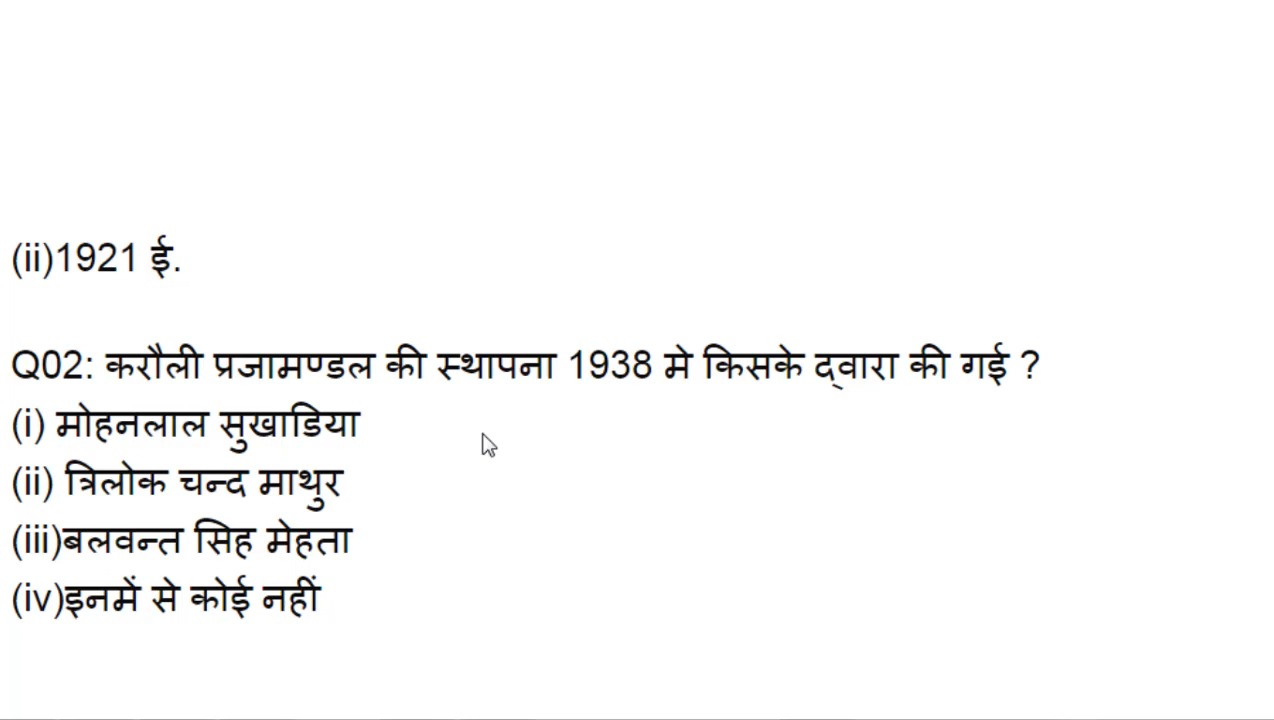 (ii)1921 ई.
Q02: करौली प्रजामण्डल की स्थापना 1938 मे किसके द्‌वारा की गई ?
(i) मोहनलाल सुखाडिया
(ii) त्रिलोक चन्द माथुर
(iii)बलवन्त सिह मेहता
(iv)इनमें से कोई नहीं